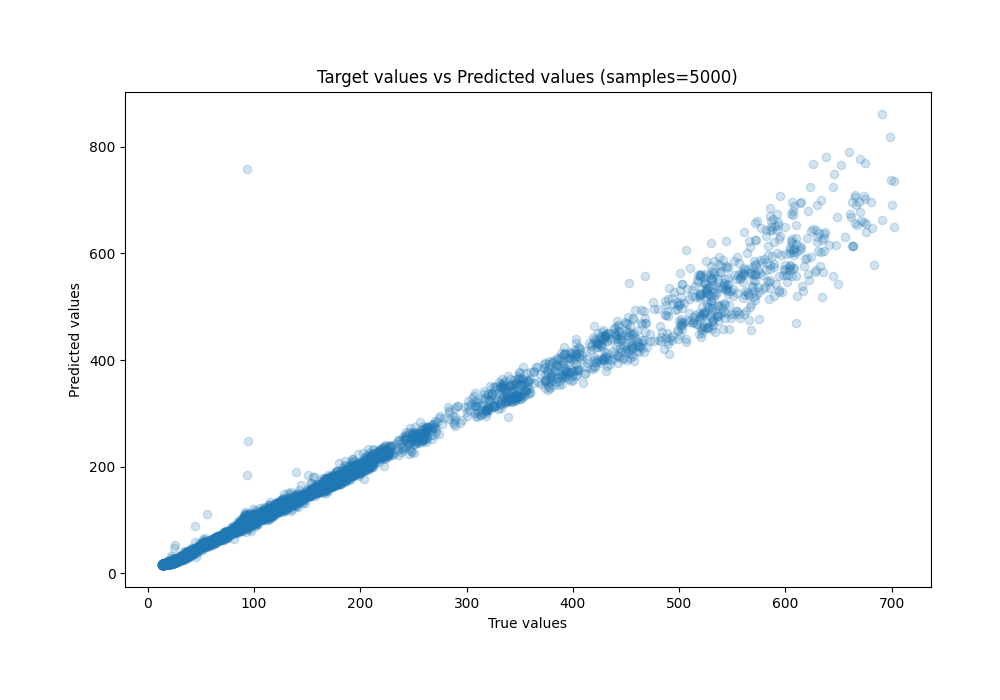 Target values vs Predicted values (samples=5000)
Predicted values
800
600
400
200
0
0 100 200 300 400 500 600 700
True values